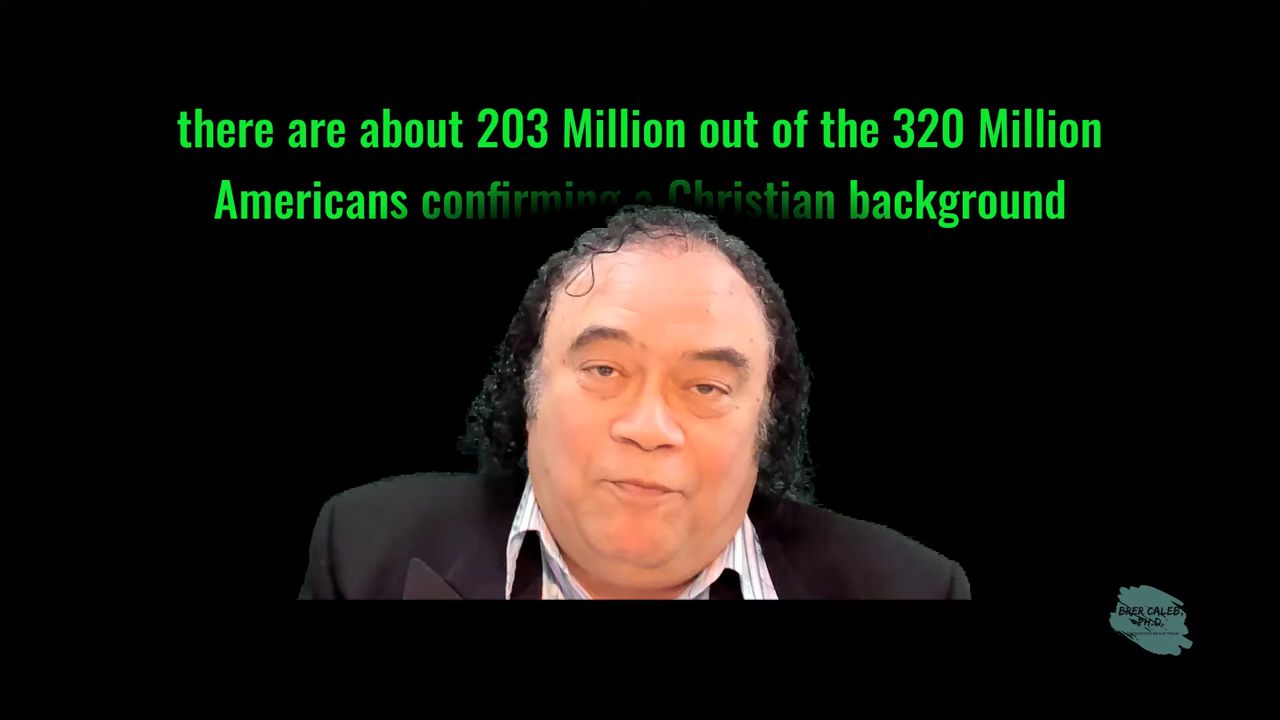 there are about 203 Million out of the 320 Million
Americans confirming a Christian background
BRER CALEB,
PH.D.